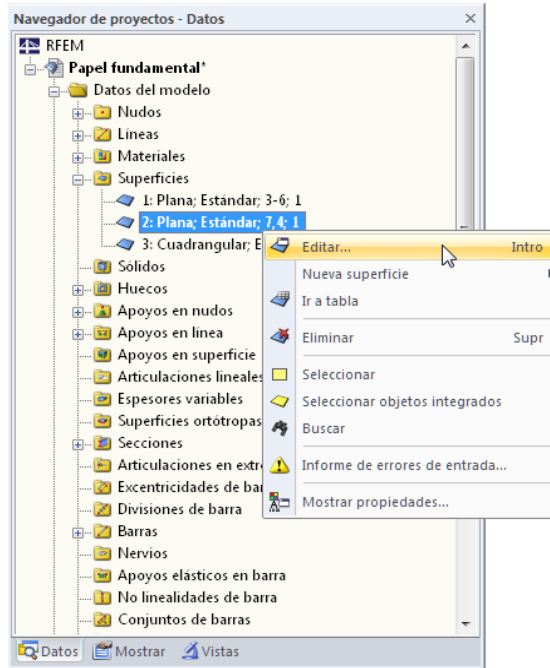 Navegador de proyectos - Datos
RFEM
Papel fundamental*
Datos del modelo
Nudos
Líneas
Materiales
Superficies
1: Plana; Estándar; 3-6; 1
2: Plana; Estándar; 7,4; 1
3: Cuadrangular; E
Sólidos
Huecos
Apoyos en nudos
Apoyos en línea
Apoyos en superficie
Articulaciones lineales
Espesores variables
Superficies ortótropas
Secciones
Articulaciones en extre
Excentricidades de bar
Divisiones de barra
Barras
Nervios
Apoyos elásticos en barra
No linealidades de barra
Conjuntos de barras
Editar... Intro
Nueva superficie
Ir a tabla
Eliminar Supr
Seleccionar
Seleccionar objetos integrados
Buscar
Informe de errores de entrada...
Mostrar propiedades...
Datos Mostrar Vistas